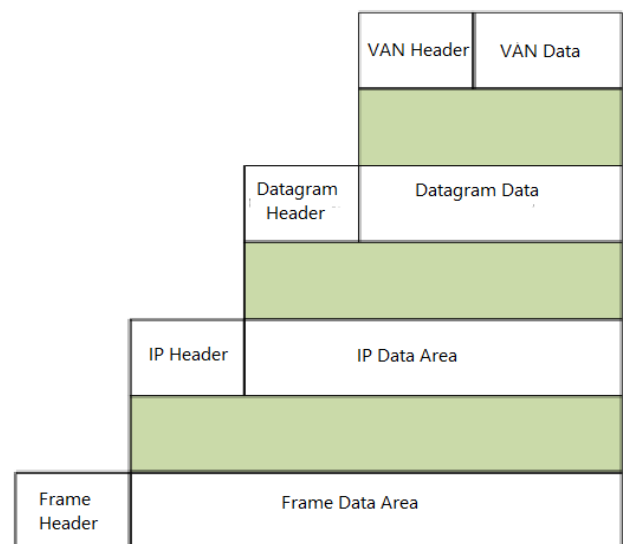 VAN Header
VAN Data
Datagram
Header
Datagram Data
IP Header
IP Data Area
Frame
Header
Frame Data Area